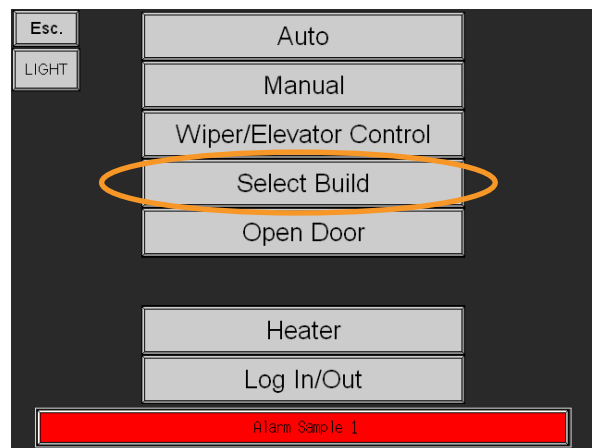 Esc.
LIGHT
Auto
Manual
Wiper/Elevator Control
Select Build
Open Door
Heater
Log In/Out
Alarm Sample 1